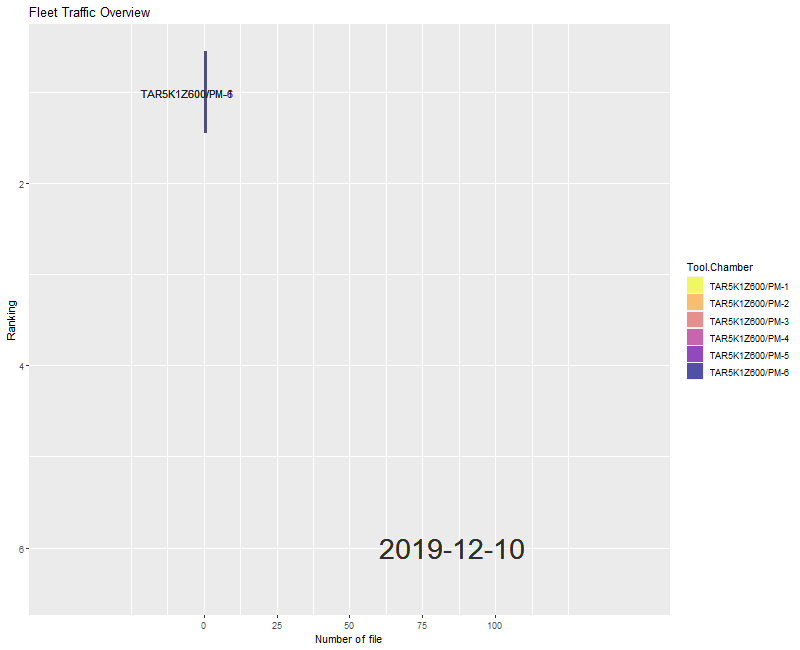 Fleet Traffic Overview
TAR5K1Z600/PM-6
2
4
6
Ranking
2019-12-10
0 25 50 75 100
Number of file
Tool.Chamber
TAR5K1Z600/PM-1
TAR5K1Z600/PM-2
TAR5K1Z600/PM-3
TAR5K1Z600/PM-4
TAR5K1Z600/PM-5
TAR5K1Z600/PM-6